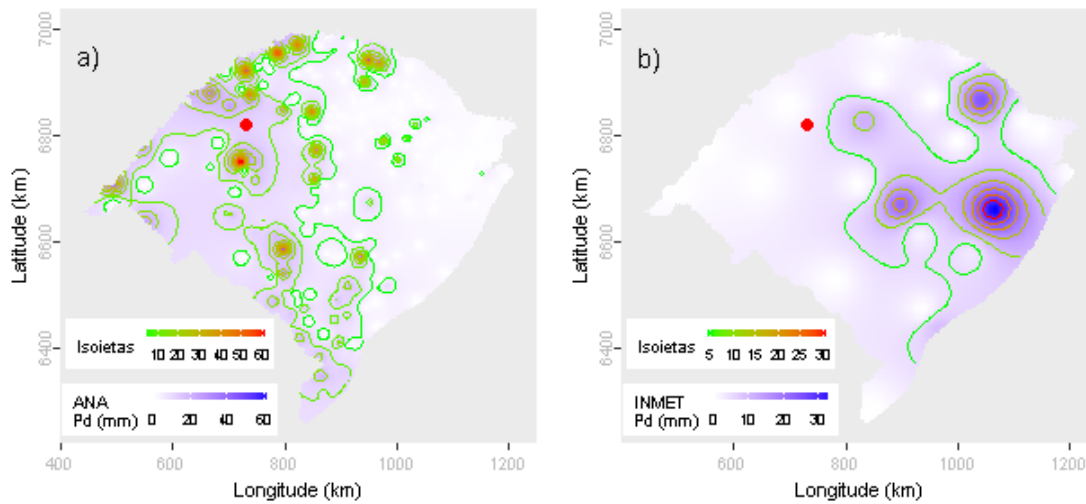 a)
7000
6800
6600
6400
Latitude (km)
Isoietas
10 20 30 40 50 60
ANA
Pd (mm)
0 20 40 60
400 600 800 1000 1200
Longitude (km)
b)
7000
6800
6600
6400
Latitude (km)
Isoietas
5 10 15 20 25 30
INMET
Pd (mm)
0 10 20 30
400 600 800 1000 1200
Longitude (km)